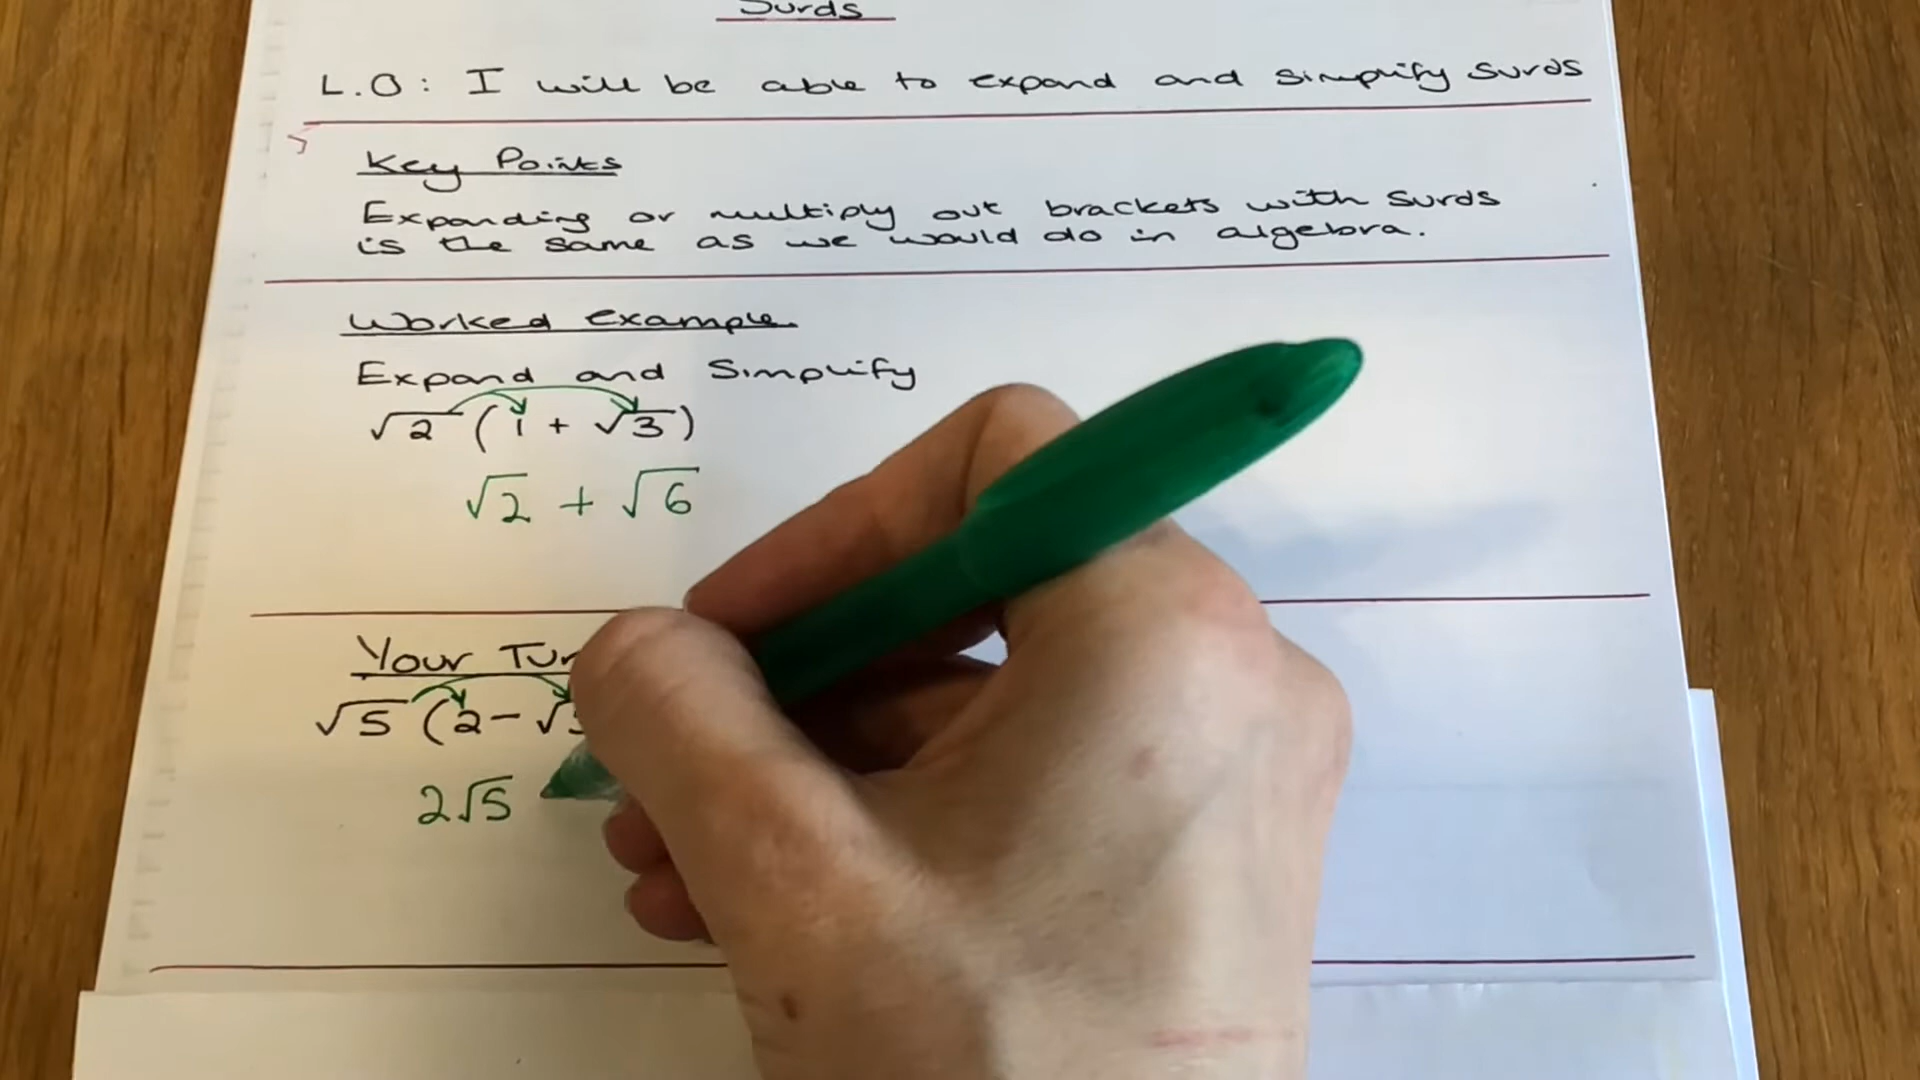 Surds
L.O: I will be able to expand and simplify surds
Key Points
Expanding or multiply out brackets with surds
is the same as we would do in algebra.
Worked example
Expand and Simplify
√2 (1 + √3)
√2 + √6
Your
√5 (2 - √
2√5